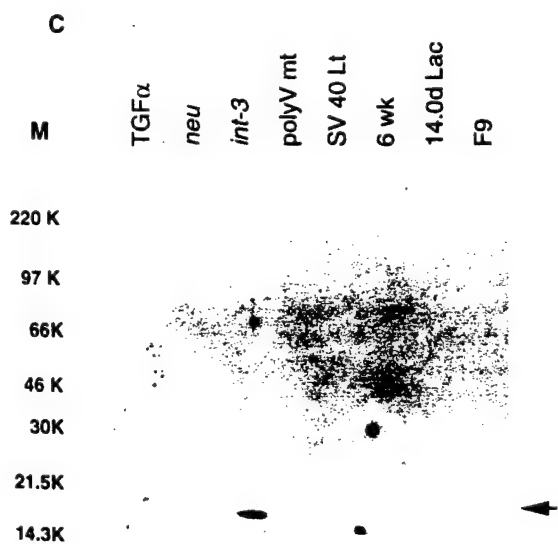 C
M
TGFα
neu
int-3
polyV mt
SV 40 Lt
6 wk
14.0d Lac
F9
220 K
97 K
66K
46 K
30K
21.5K
14.3K